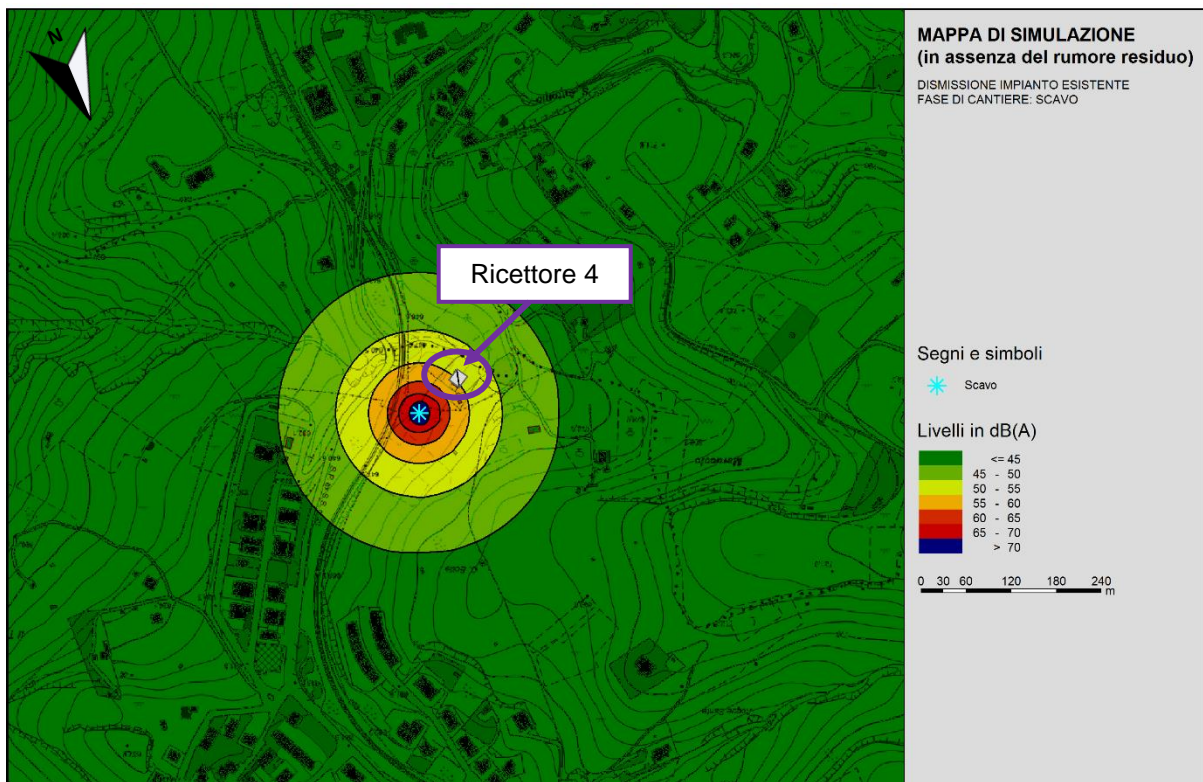 N
Ricettore 4
MAPPA DI SIMULAZIONE
(in assenza del rumore residuo)
DISMISSIONE IMPIANTO ESISTENTE
FASE DI CANTIERE: SCAVO
Segni e simboli
Scavo
Livelli in dB(A)
<= 45
45 - 50
50 - 55
55 - 60
60 - 65
65 - 70
> 70
0 30 60 120 180 240
m